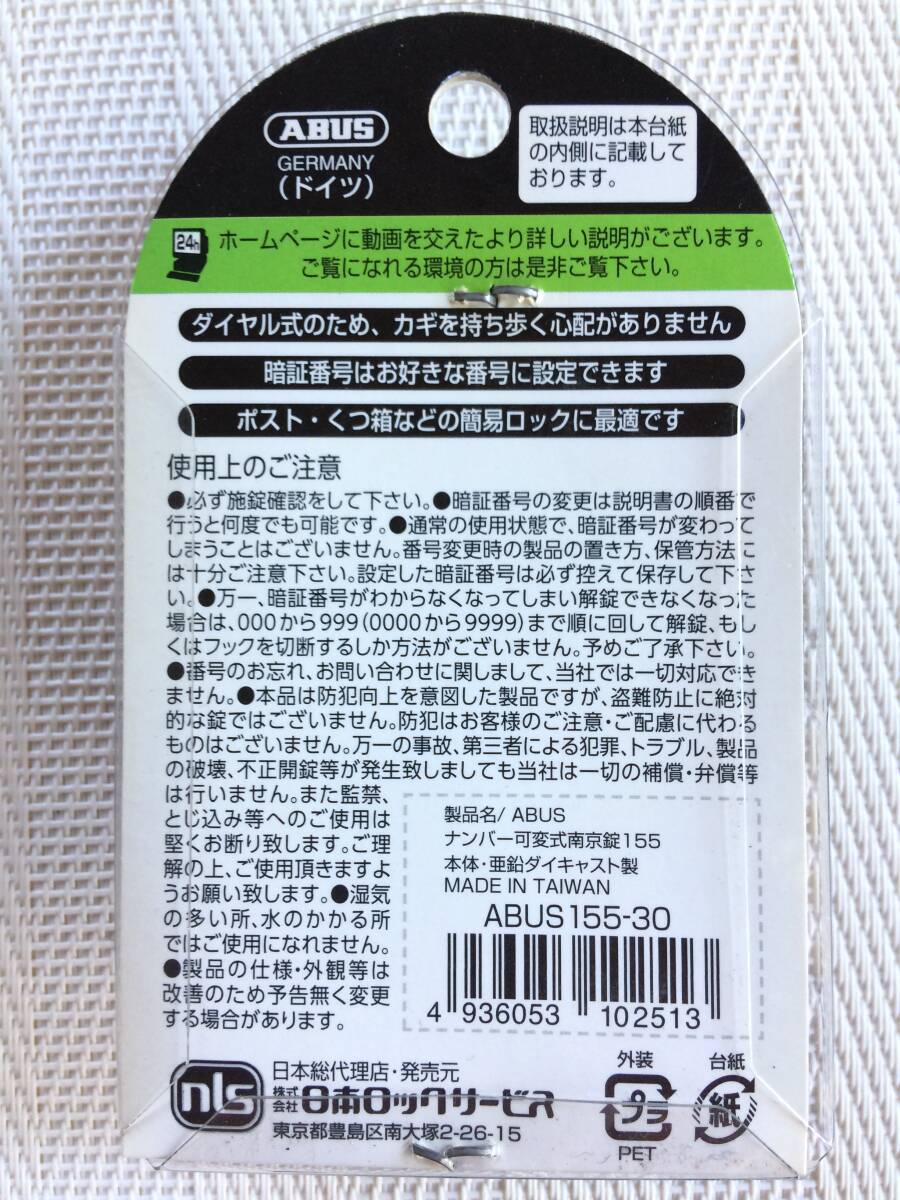 ABUS
GERMANY
(ドイツ)
取扱説明は本台紙
の内側に記載して
おります。
24h
ホームページに動画を交えたより詳しい説明がございます。
ご覧になれる環境の方は是非ご覧下さい。
ダイヤル式のため、カギを持ち歩く心配がありません
暗証番号はお好きな番号に設定できます
ポスト・くつ箱などの簡易ロックに最適です
使用上のご注意
●必ず施錠確認をして下さい。●暗証番号の変更は説明書の順番で
行うと何度でも可能です。●通常の使用状態で、暗証番号が変わって
しまうことはございません。番号変更時の製品の置き方、保管方法に
は十分ご注意下さい。設定した暗証番号は必ず控えて保存して下さ
い。●万一、暗証番号がわからなくなってしまい解錠できなくなった
場合は、000から999(0000から9999)まで順に回して解錠、もし
くはフックを切断するしか方法がございません。予めご了承下さい。
●番号のお忘れ、お問い合わせに関しまして、当社では一切対応でき
ません。●本品は防犯向上を意図した製品ですが、盗難防止に絶対
的な錠ではございません。防犯はお客様のご注意・ご配慮に代わる
ものはございません。万一の事故、第三者による犯罪、トラブル、製品
の破壊、不正開錠等が発生致しましても当社は一切の補償・弁償等
は行いません。また監禁、
とじ込み等へのご使用は
堅くお断り致します。ご理
解の上、ご使用頂きますよ
うお願い致します。●湿気
の多い所、水のかかる所
ではご使用になれません。
●製品の仕様・外観等は
改善のため予告無く変更
する場合があります。
製品名/ ABUS
ナンバー可変式南京錠155
本体・亜鉛ダイキャスト製
MADE IN TAIWAN
ABUS155-30
4 936053 102513
nls
日本総代理店・発売元
株式会社 日本ロックサービス
東京都豊島区南大塚2-26-15
外装
プラ
PET
台紙
紙